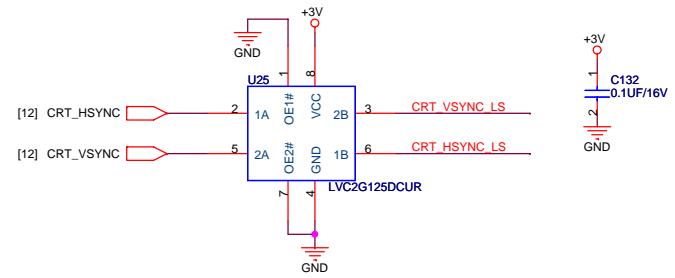 +3V
GND
+3V
U25
1
8
C132
0.1UF/16V
1
2
[12] CRT_HSYNC
2
1A
OE1#
VCC
2B
3
CRT_VSYNC_LS
[12] CRT_VSYNC
5
2A
OE2#
GND
1B
6
CRT_HSYNC_LS
GND
7
4
LVC2G125DCUR
GND